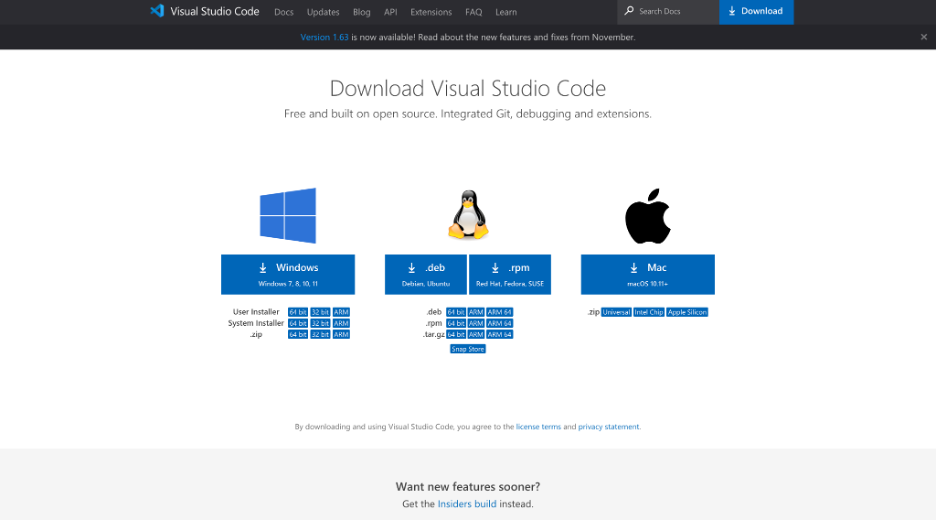 Visual Studio Code Docs Updates Blog API Extensions FAQ Learn Search Docs Download
Version 1.63 is now available! Read about the new features and fixes from November.
Download Visual Studio Code
Free and built on open source. Integrated Git, debugging and extensions.
Windows
Windows 7, 8, 10, 11
User Installer 64 bit 32 bit ARM
System Installer 64 bit 32 bit ARM
.zip 64 bit 32 bit ARM
.deb
Debian, Ubuntu
.rpm
Red Hat, Fedora, SUSE
.deb 64 bit ARM ARM 64
.rpm 64 bit ARM ARM 64
.tar.gz 64 bit ARM ARM 64
Snap Store
Mac
macOS 10.11+
.zip Universal Intel Chip Apple Silicon
By downloading and using Visual Studio Code, you agree to the license terms and privacy statement.
Want new features sooner?
Get the Insiders build instead.